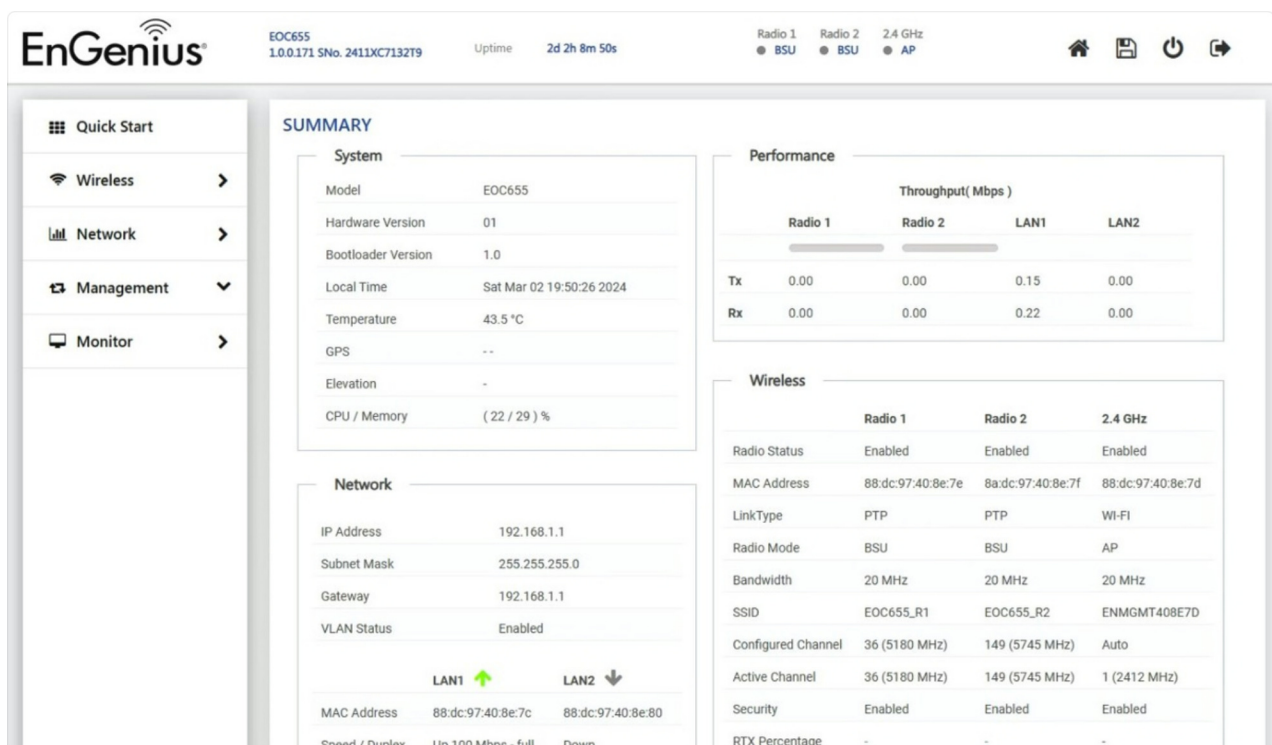 EnGenius
EOC655
1.0.0.171 SNo. 2411XC7132T9
Uptime 2d 2h 8m 50s
Radio 1 Radio 2 2.4 GHz
BSU BSU AP
Quick Start
Wireless
Network
Management
Monitor
SUMMARY
System
Model EOC655
Hardware Version 01
Bootloader Version 1.0
Local Time Sat Mar 02 19:50:26 2024
Temperature 43.5 °C
GPS - -
Elevation -
CPU / Memory ( 22 / 29 ) %
Network
IP Address 192.168.1.1
Subnet Mask 255.255.255.0
Gateway 192.168.1.1
VLAN Status Enabled
LAN1 LAN2
MAC Address 88:dc:97:40:8e:7c 88:dc:97:40:8e:80
Speed / Duplex Up 100 Mbps - full Down
Performance
Throughput( Mbps )
Radio 1 Radio 2 LAN1 LAN2
Tx 0.00 0.00 0.15 0.00
Rx 0.00 0.00 0.22 0.00
Wireless
Radio 1 Radio 2 2.4 GHz
Radio Status Enabled Enabled Enabled
MAC Address 88:dc:97:40:8e:7e 8a:dc:97:40:8e:7f 88:dc:97:40:8e:7d
LinkType PTP PTP WI-FI
Radio Mode BSU BSU AP
Bandwidth 20 MHz 20 MHz 20 MHz
SSID EOC655_R1 EOC655_R2 ENMGMT408E7D
Configured Channel 36 (5180 MHz) 149 (5745 MHz) Auto
Active Channel 36 (5180 MHz) 149 (5745 MHz) 1 (2412 MHz)
Security Enabled Enabled Enabled
RTX Percentage - - -